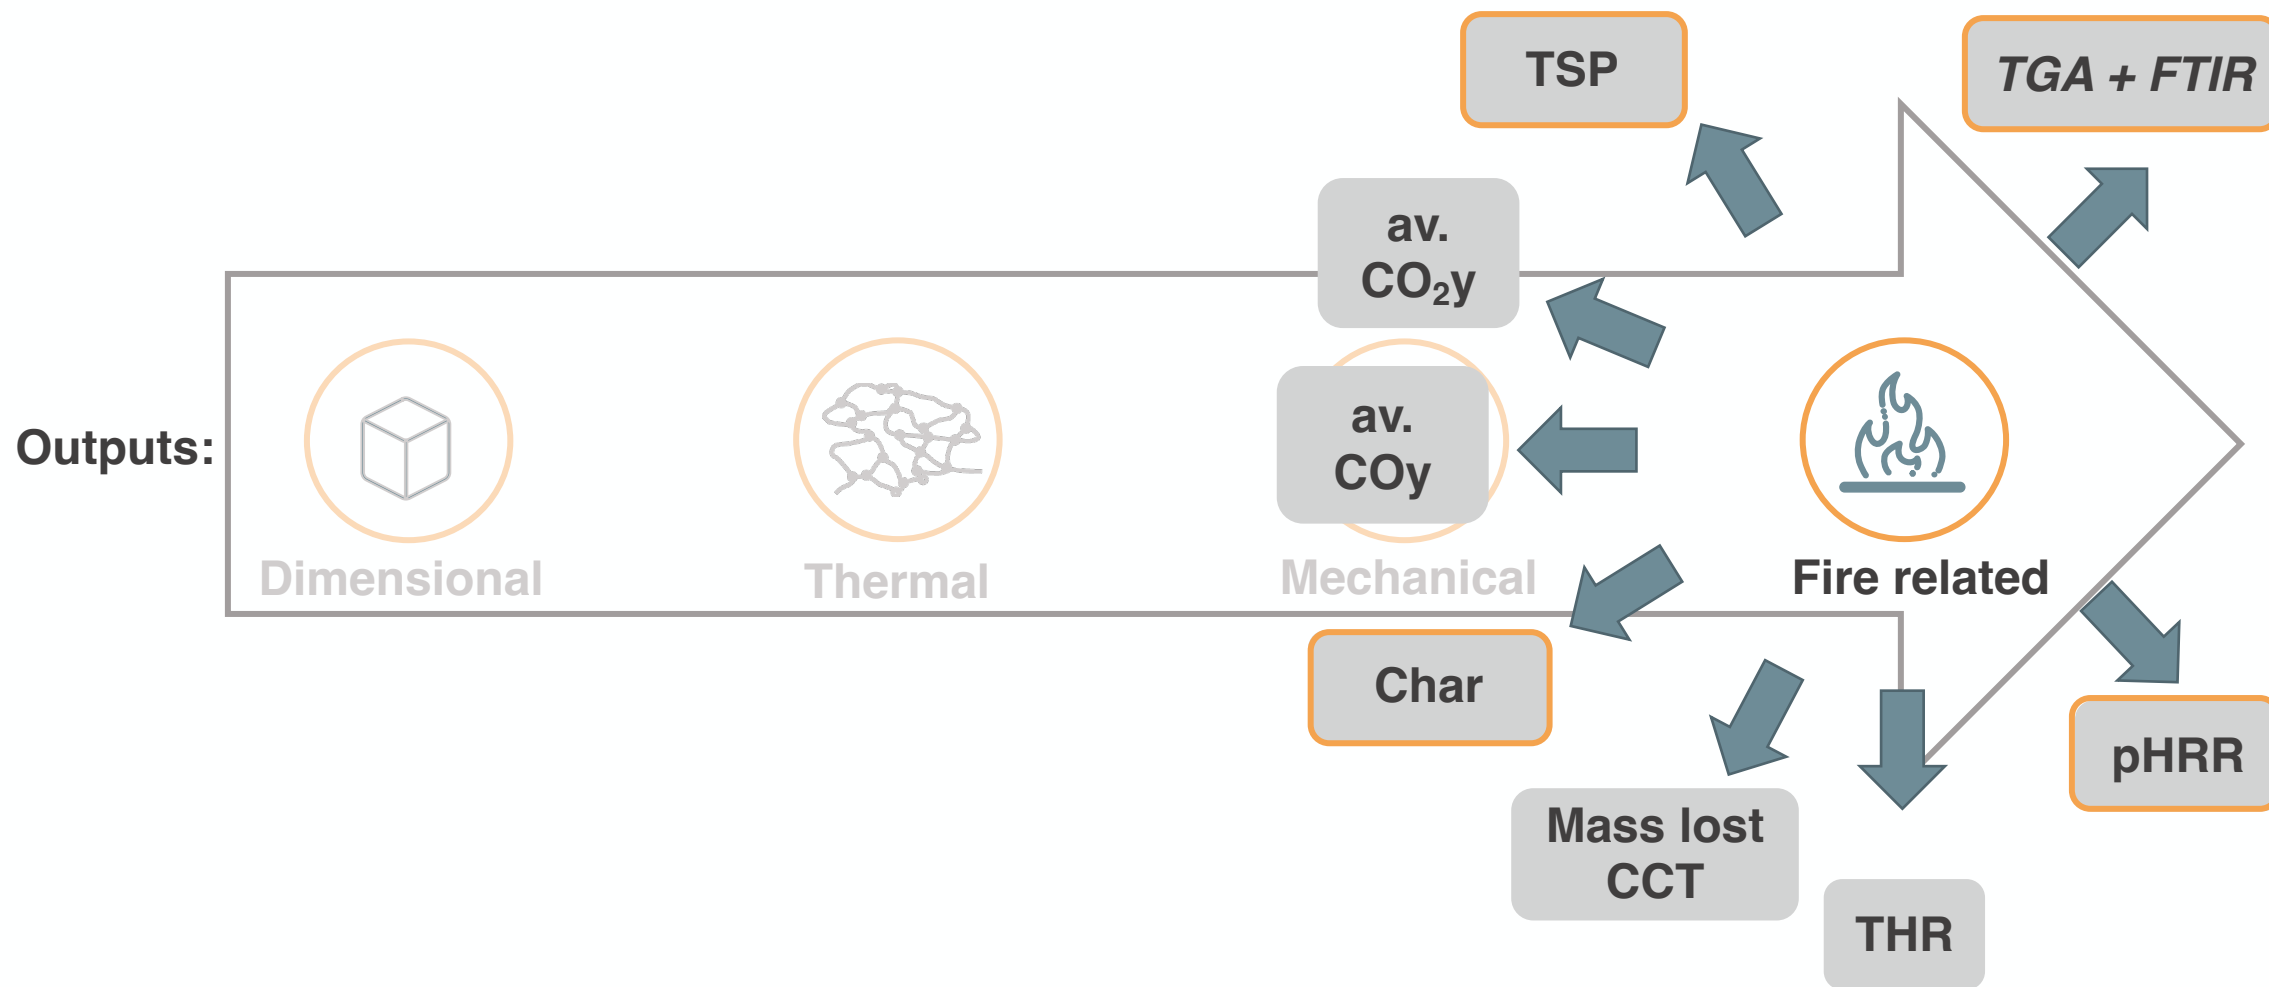 TSP
TGA + FTIR
av.
CO₂y
Outputs:
av.
COy
Dimensional
Thermal
Mechanical
Fire related
Char
pHRR
Mass lost
CCT
THR